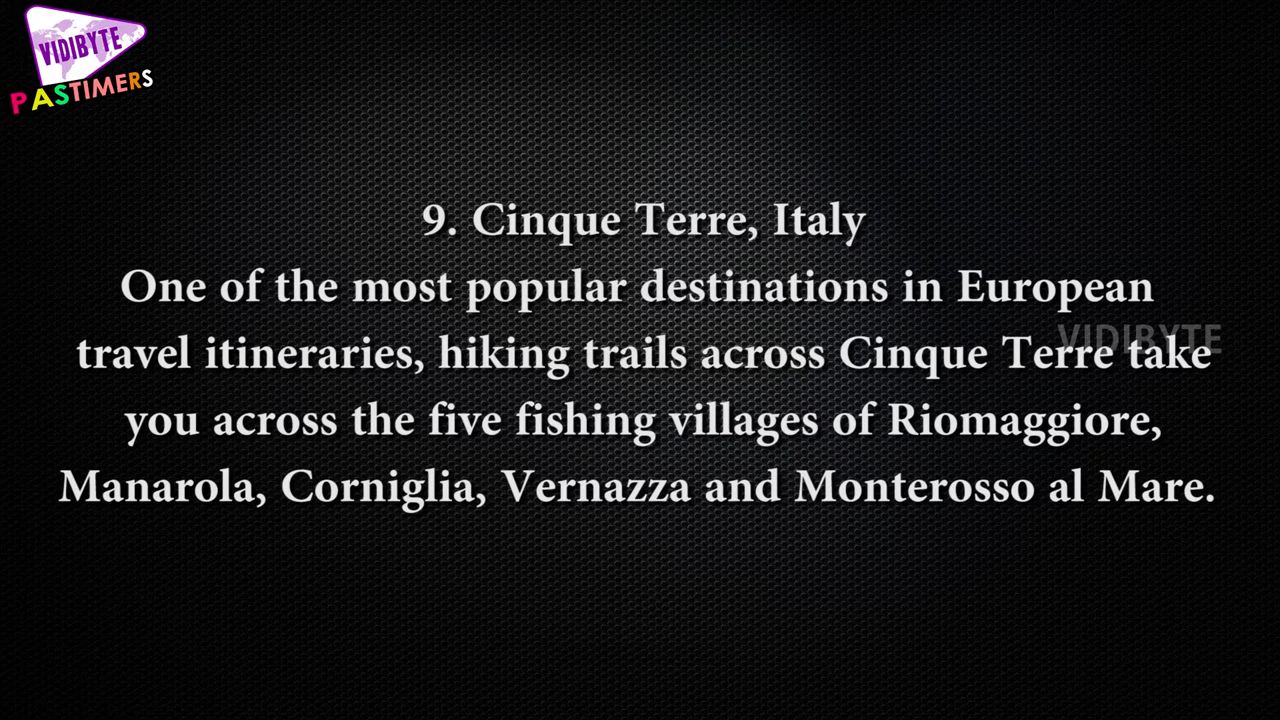 VIDIBYTE
PASTIMERS
9. Cinque Terre, Italy
One of the most popular destinations in European
VIDIBYTE
travel itineraries, hiking trails across Cinque Terre take
you across the five fishing villages of Riomaggiore,
Manarola, Corniglia, Vernazza and Monterosso al Mare.